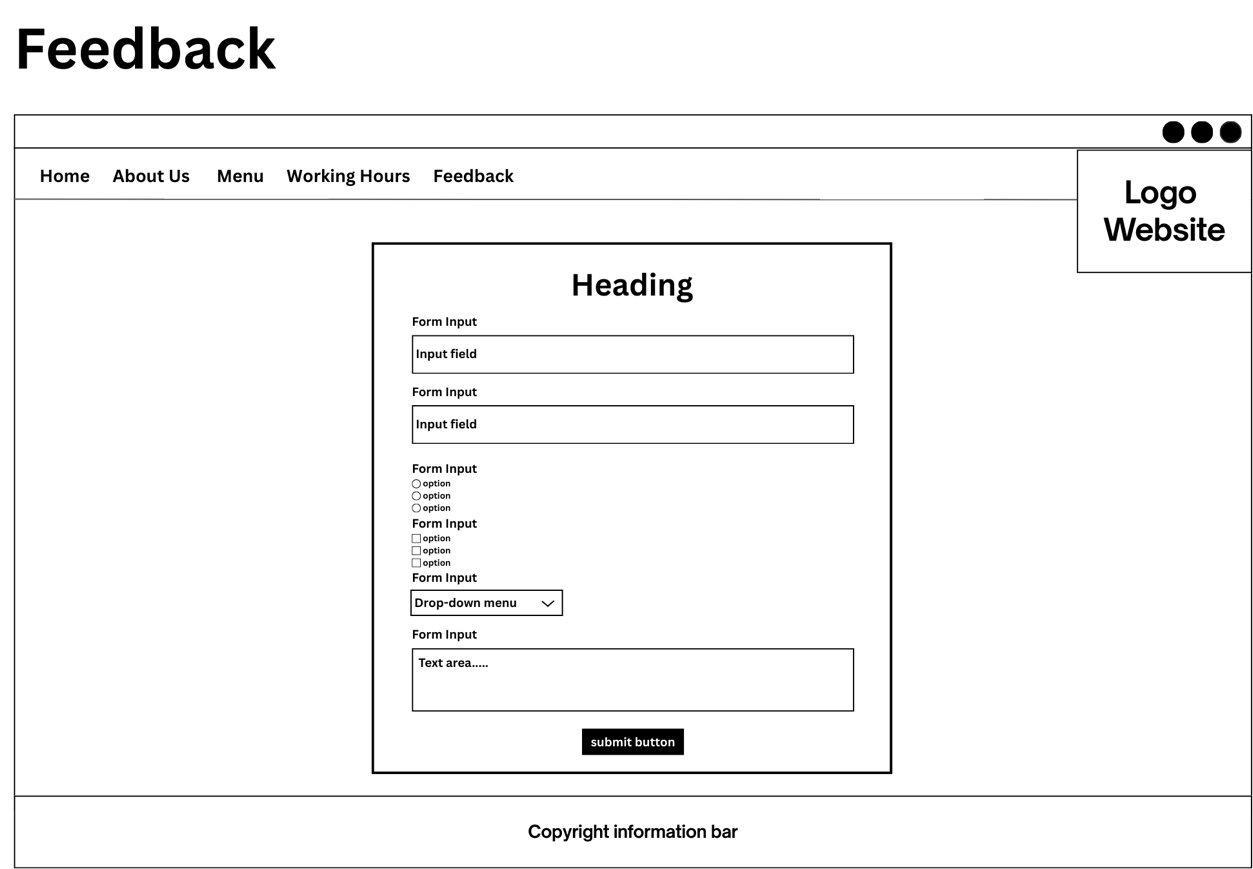 Feedback
Home About Us Menu Working Hours Feedback
Logo
Website
Heading
Form Input
Input field
Form Input
Input field
Form Input
option
option
option
Form Input
option
option
option
Form Input
Drop-down menu
Form Input
Text area.....
submit button
Copyright information bar